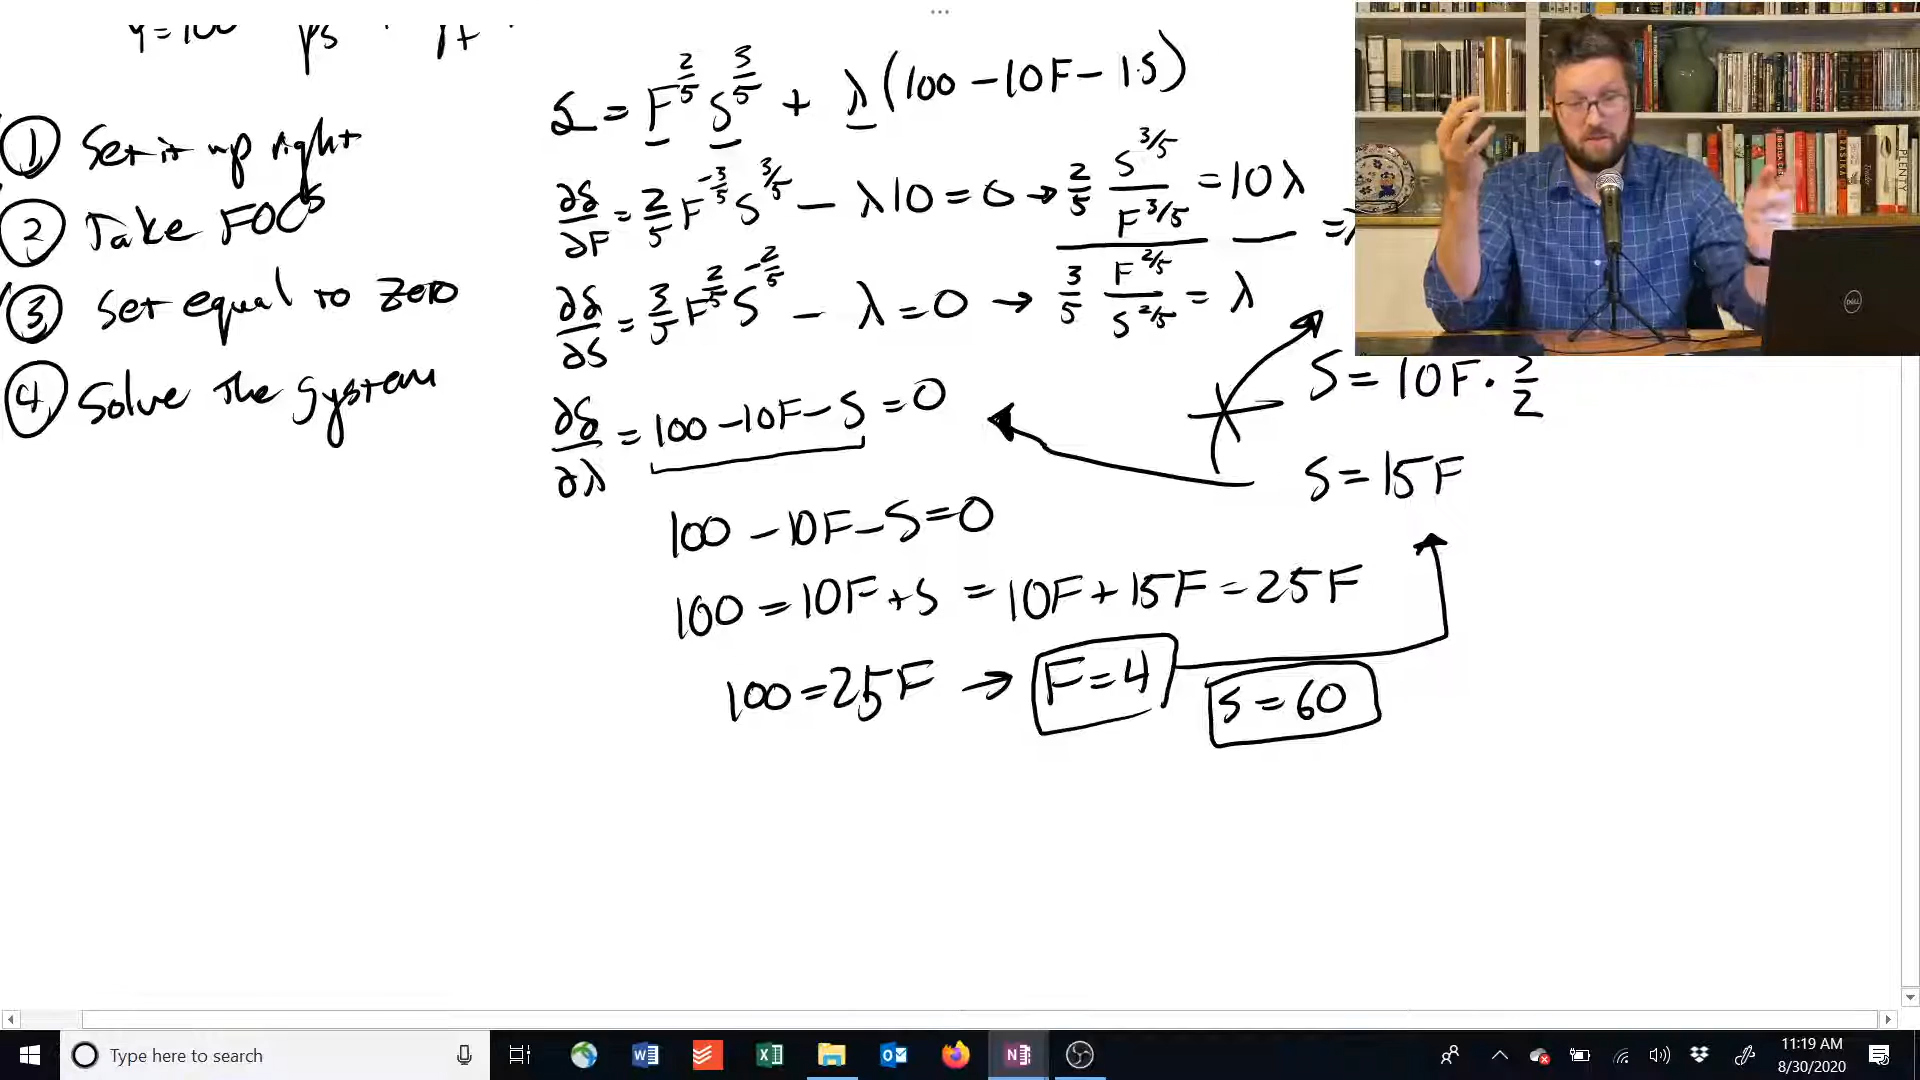 Y=100
① Set it up right
② Take FOCs
③ Set equal to zero
④ Solve the system
ℒ = F^{2/5} S^{3/5} + λ(100 - 10F - 1·S)
∂ℒ/∂F = 2/5 F^{-3/5} S^{3/5} - λ10 = 0 → 2/5 S^{3/5}/F^{3/5} = 10λ
∂ℒ/∂S = 3/5 F^{2/5} S^{-2/5} - λ = 0 → 3/5 F^{2/5}/S^{2/5} = λ
S = 10F · 3/2
∂ℒ/∂λ = 100 - 10F - S = 0
S = 15F
100 - 10F - S = 0
100 = 10F + S = 10F + 15F = 25F
100 = 25F → F = 4
S = 60
PLENTY
DELL
Type here to search
11:19 AM
8/30/2020